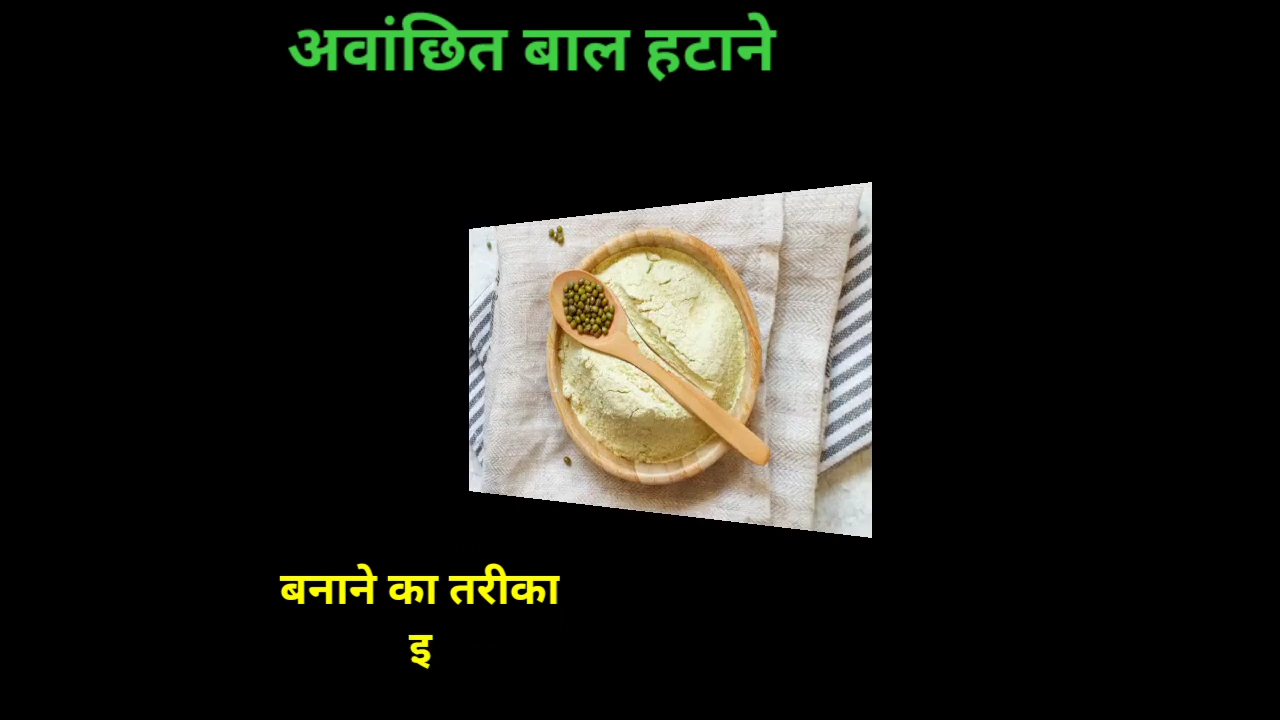 अवांछित बाल हटाने
बनाने का तरीका
इ